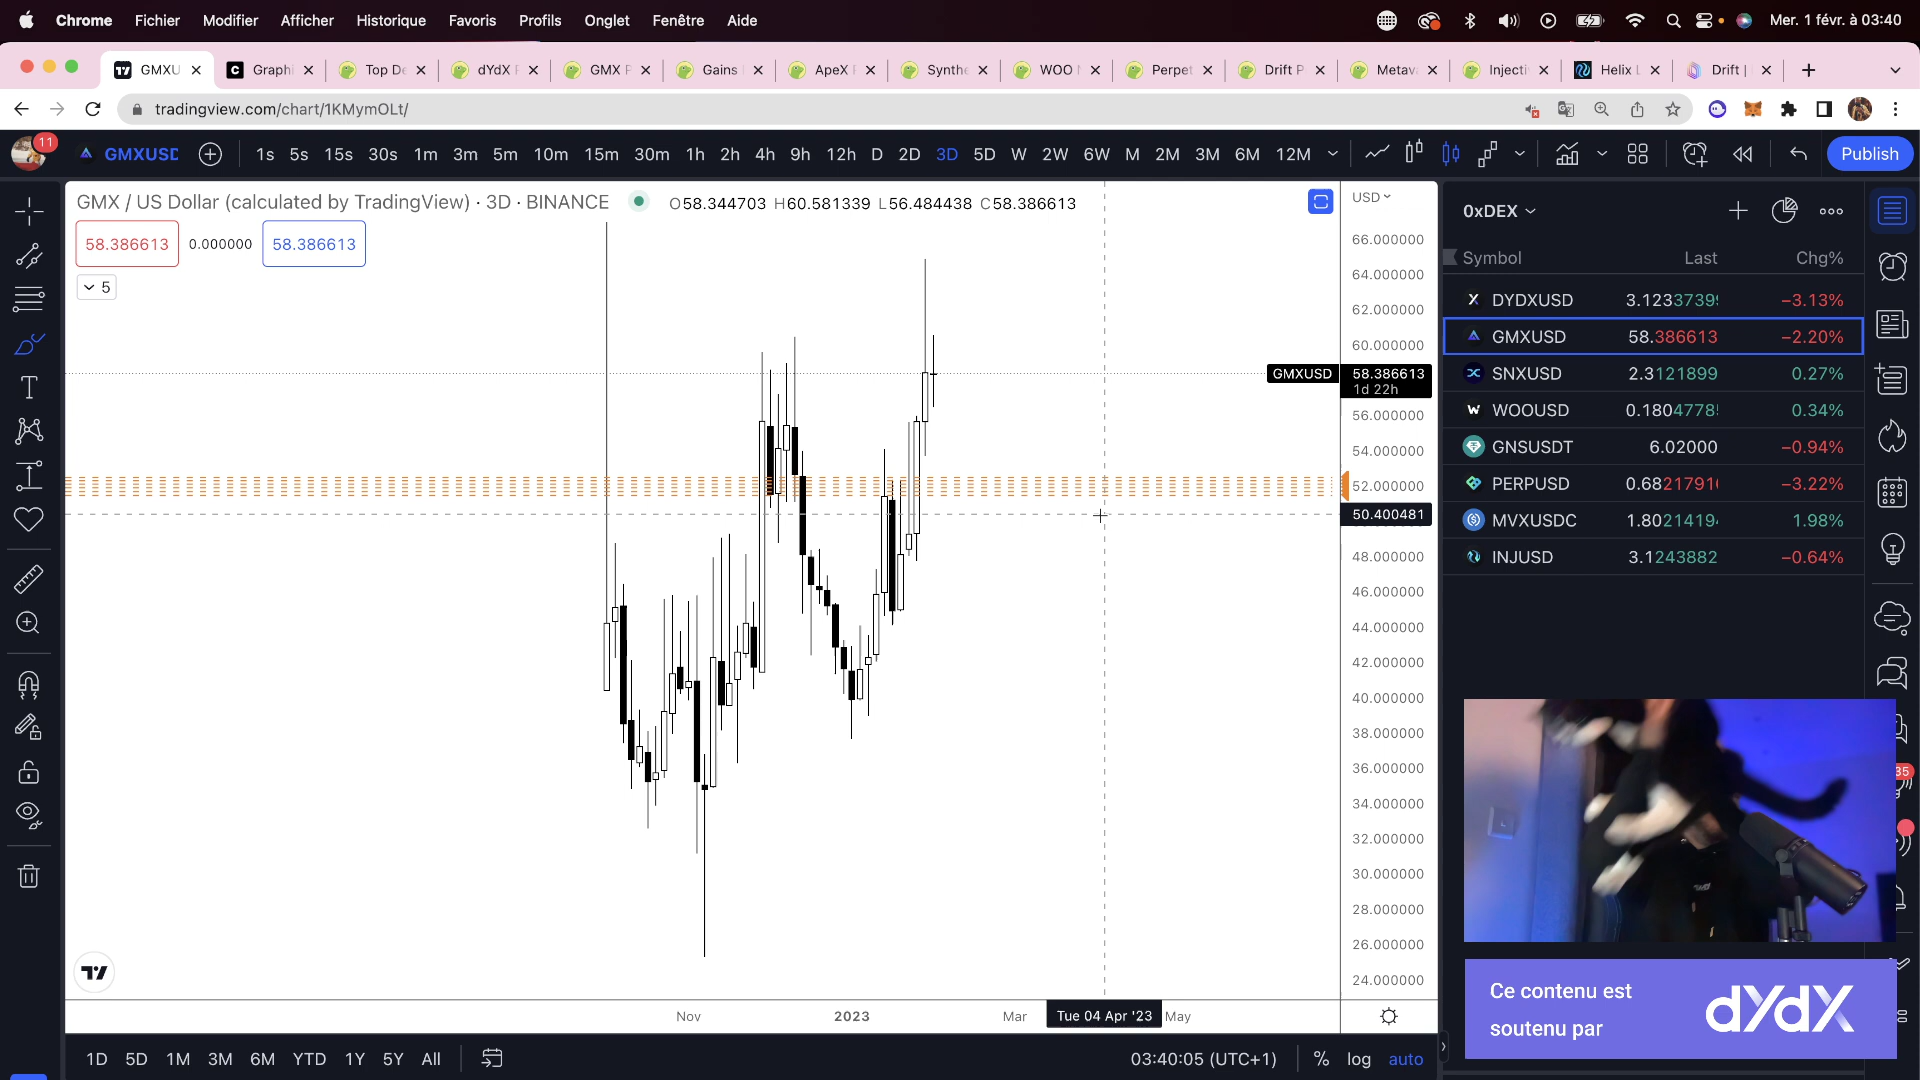 Chrome Fichier Modifier Afficher Historique Favoris Profils Onglet Fenêtre Aide Mer. 1 févr. à 03:40
GMXU Graphi Top De dYdX F GMX P Gains ApeX F Synthe WOO Perpet Drift P Metava Injecti Helix L Drift |
tradingview.com/chart/1KMymOLt/
11 GMXUSD 1s 5s 15s 30s 1m 3m 5m 10m 15m 30m 1h 2h 4h 9h 12h D 2D 3D 5D W 2W 6W M 2M 3M 6M 12M Publish
GMX / US Dollar (calculated by TradingView) · 3D · BINANCE O58.344703 H60.581339 L56.484438 C58.386613
58.386613 0.000000 58.386613
5
USD
66.000000
64.000000
62.000000
60.000000
GMXUSD 58.386613
1d 22h
56.000000
54.000000
52.000000
50.400481
48.000000
46.000000
44.000000
42.000000
40.000000
38.000000
36.000000
34.000000
32.000000
30.000000
28.000000
26.000000
24.000000
Nov 2023 Mar Tue 04 Apr '23 May
1D 5D 1M 3M 6M YTD 1Y 5Y All 03:40:05 (UTC+1) % log auto
0xDEX
Symbol Last Chg%
DYDXUSD 3.12337399 −3.13%
GMXUSD 58.386613 −2.20%
SNXUSD 2.3121899 0.27%
WOOUSD 0.1804778 0.34%
GNSUSDT 6.02000 −0.94%
PERPUSD 0.6821791 −3.22%
MVXUSDC 1.8021419 1.98%
INJUSD 3.1243882 −0.64%
35
Ce contenu est
soutenu par
dYdX